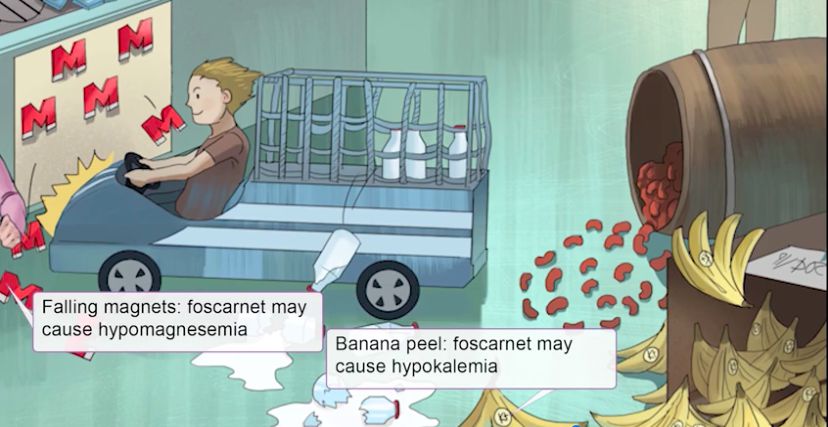 M
M
M
M
M
Falling magnets: foscarnet may
cause hypomagnesemia
Banana peel: foscarnet may
cause hypokalemia